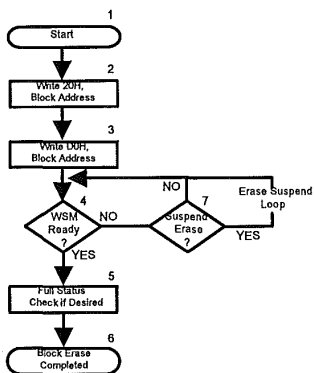 1
Start
2
Write 20H,
Block Address
3
Write D0H,
Block Address
4
WSM
Ready
?
NO
YES
7
Suspend
Erase
?
NO
YES
Erase Suspend
Loop
5
Full Status
Check if Desired
6
Block Erase
Completed